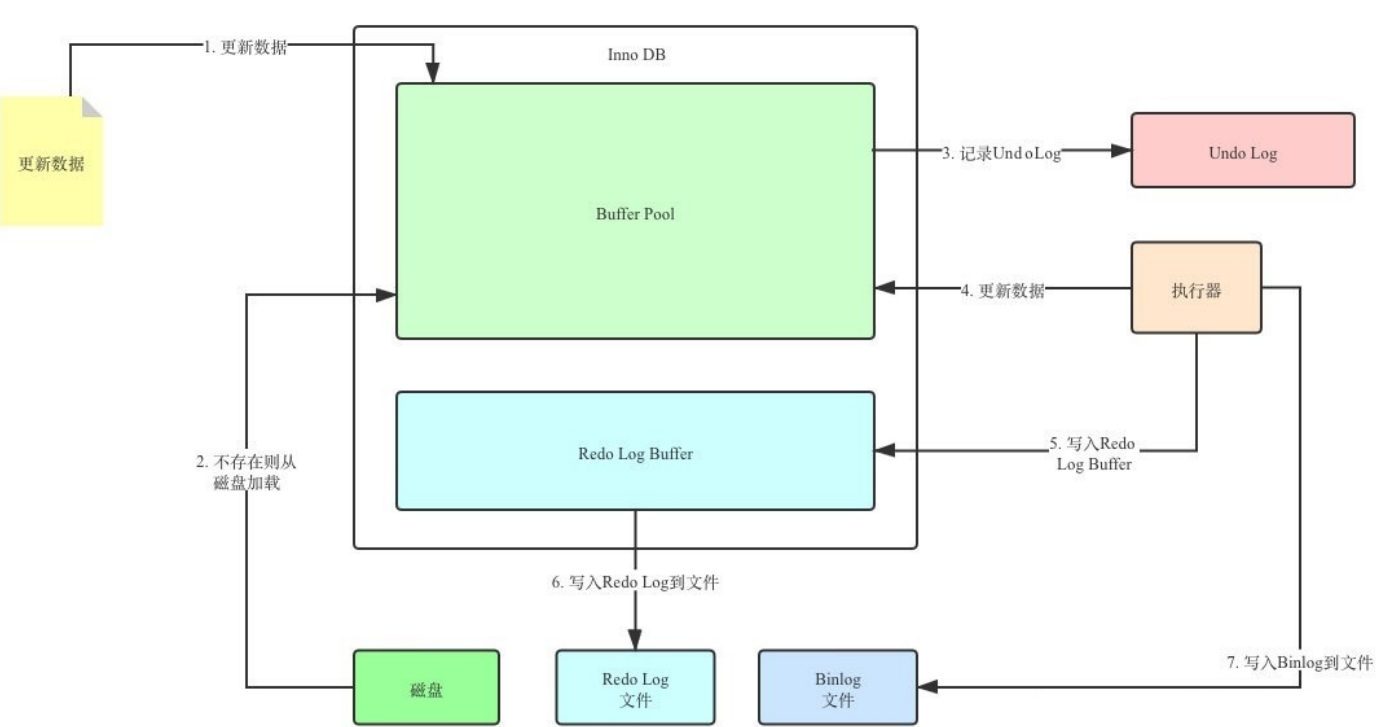 1. 更新数据
Inno DB
更新数据
Buffer Pool
3. 记录UndoLog
Undo Log
4. 更新数据
执行器
2. 不存在则从
磁盘加载
Redo Log Buffer
5. 写入Redo
Log Buffer
6. 写入Redo Log到文件
7. 写入Binlog到文件
磁盘
Redo Log
文件
Binlog
文件